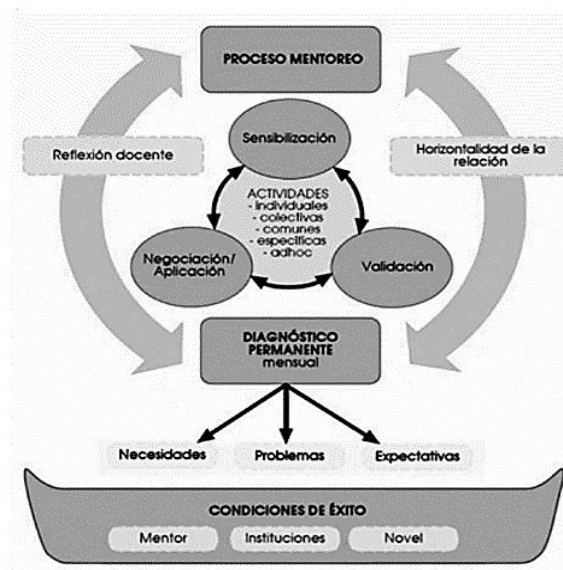 PROCESO MENTOREO
Sensibilización
Reflexión docente
Horizontalidad de la
relación
ACTIVIDADES
- individuales
- colectivas
- comunes
- específicas
- adhoc
Negociación/
Aplicación
Validación
DIAGNÓSTICO
PERMANENTE
mensual
Necesidades
Problemas
Expectativas
CONDICIONES DE ÉXITO
Mentor
Instituciones
Novel